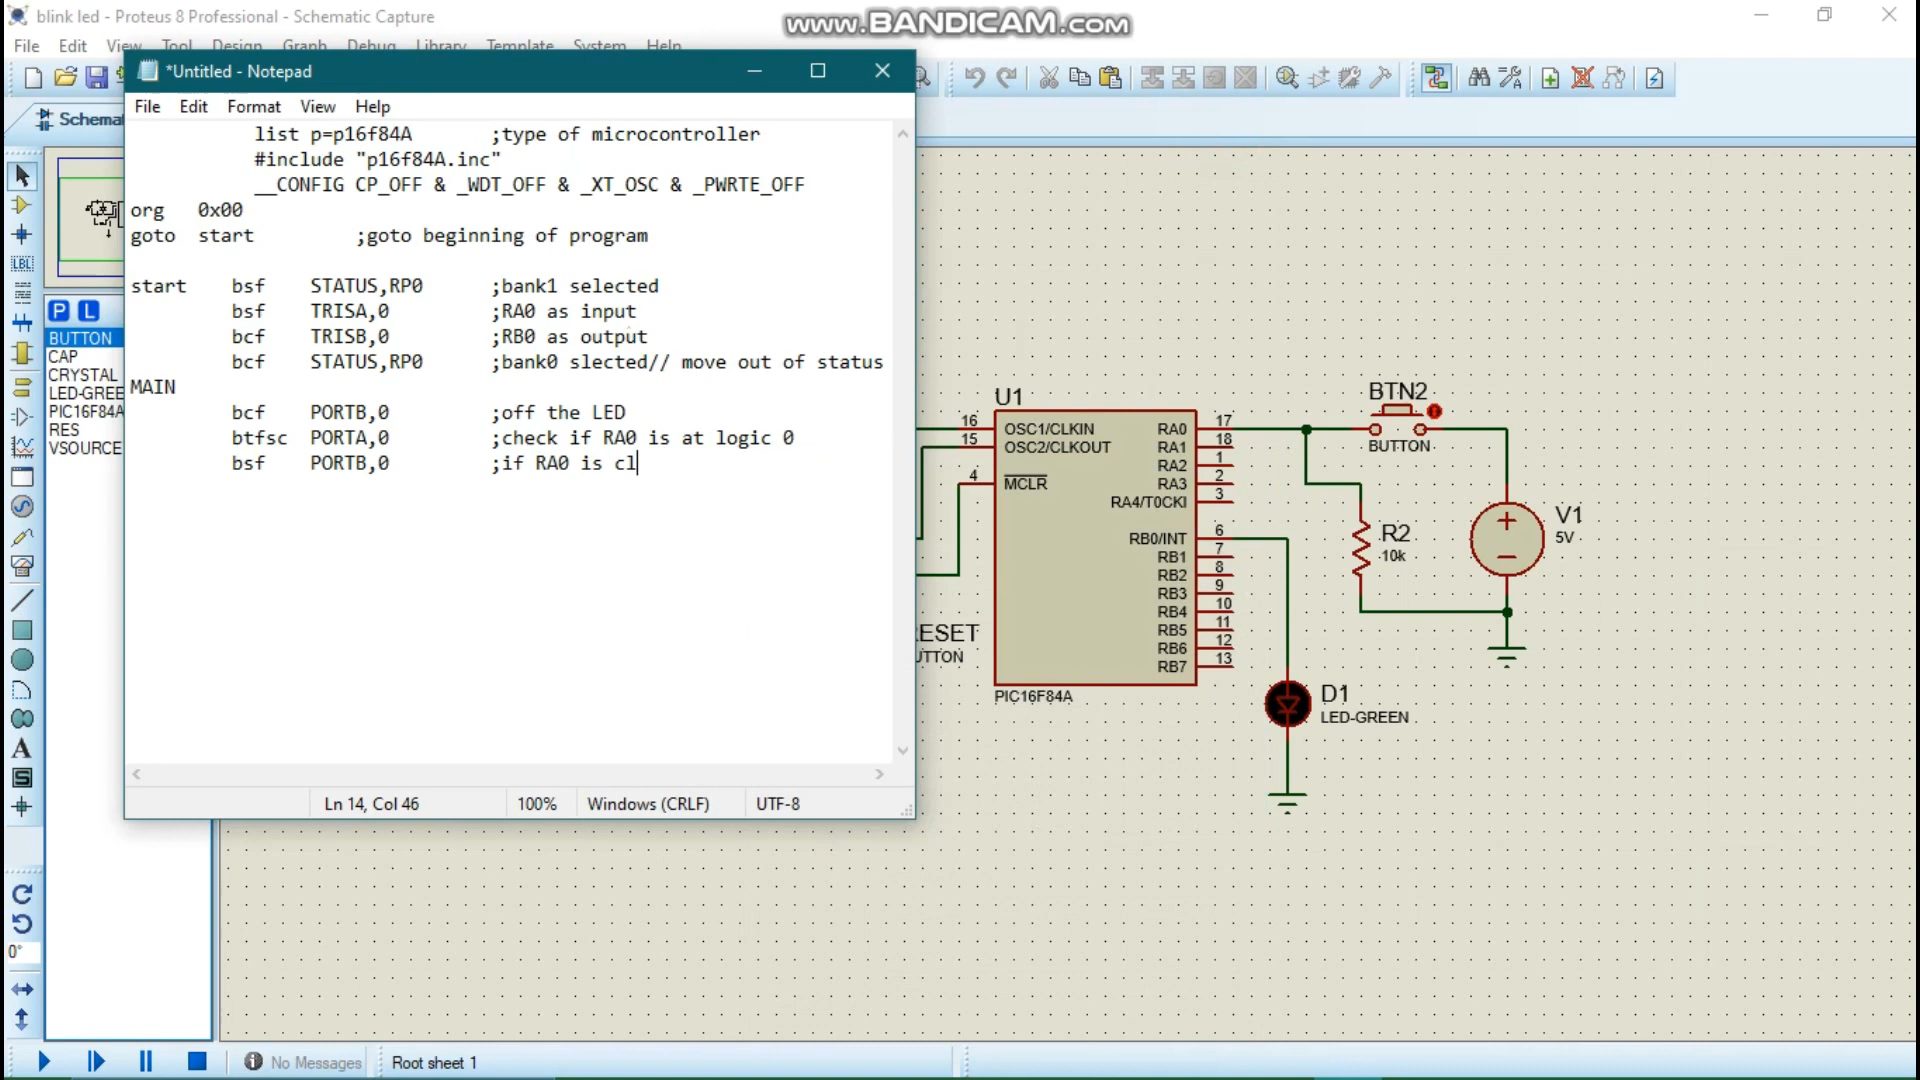 blink led - Proteus 8 Professional - Schematic Capture
www.BANDICAM.com
File Edit View Tool Design Graph Debug Library Template System Help
*Untitled - Notepad
File Edit Format View Help
Schema
list p=p16f84A ;type of microcontroller
#include "p16f84A.inc"
__CONFIG CP_OFF & _WDT_OFF & _XT_OSC & _PWRTE_OFF
org 0x00
goto start ;goto beginning of program
start bsf STATUS,RP0 ;bank1 selected
bsf TRISA,0 ;RA0 as input
bcf TRISB,0 ;RB0 as output
bcf STATUS,RP0 ;bank0 slected// move out of status
MAIN
bcf PORTB,0 ;off the LED
btfsc PORTA,0 ;check if RA0 is at logic 0
bsf PORTB,0 ;if RA0 is cl
Ln 14, Col 46 100% Windows (CRLF) UTF-8
LBL
A
S
0°
P L
BUTTON
CAP
CRYSTAL
LED-GREE
PIC16F84A
RES
VSOURCE
U1
16 OSC1/CLKIN
15 OSC2/CLKOUT
4 MCLR
RA0 17
RA1 18
RA2 1
RA3 2
RA4/T0CKI 3
RB0/INT 6
RB1 7
RB2 8
RB3 9
RB4 10
RB5 11
RB6 12
RB7 13
PIC16F84A
ESET
UTTON
BTN2
BUTTON
R2
10k
V1
5V
D1
LED-GREEN
No Messages Root sheet 1